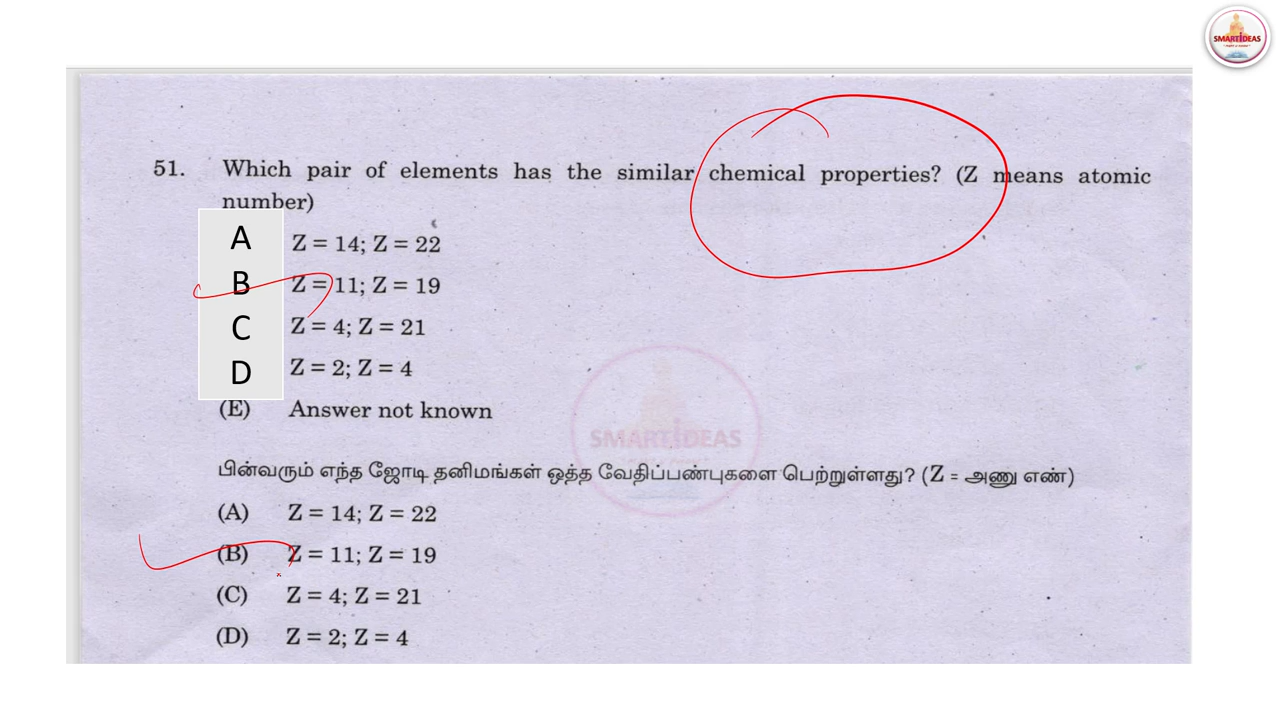 SMARTIDEAS
51. Which pair of elements has the similar chemical properties? (Z means atomic
number)
A Z = 14; Z = 22
B Z = 11; Z = 19
C Z = 4; Z = 21
D Z = 2; Z = 4
(E) Answer not known
SMARTIDEAS
பின்வரும் எந்த ஜோடி தனிமங்கள் ஒத்த வேதிப்பண்புகளை பெற்றுள்ளது? (Z = அணு எண்)
(A) Z = 14; Z = 22
(B) Z = 11; Z = 19
(C) Z = 4; Z = 21
(D) Z = 2; Z = 4